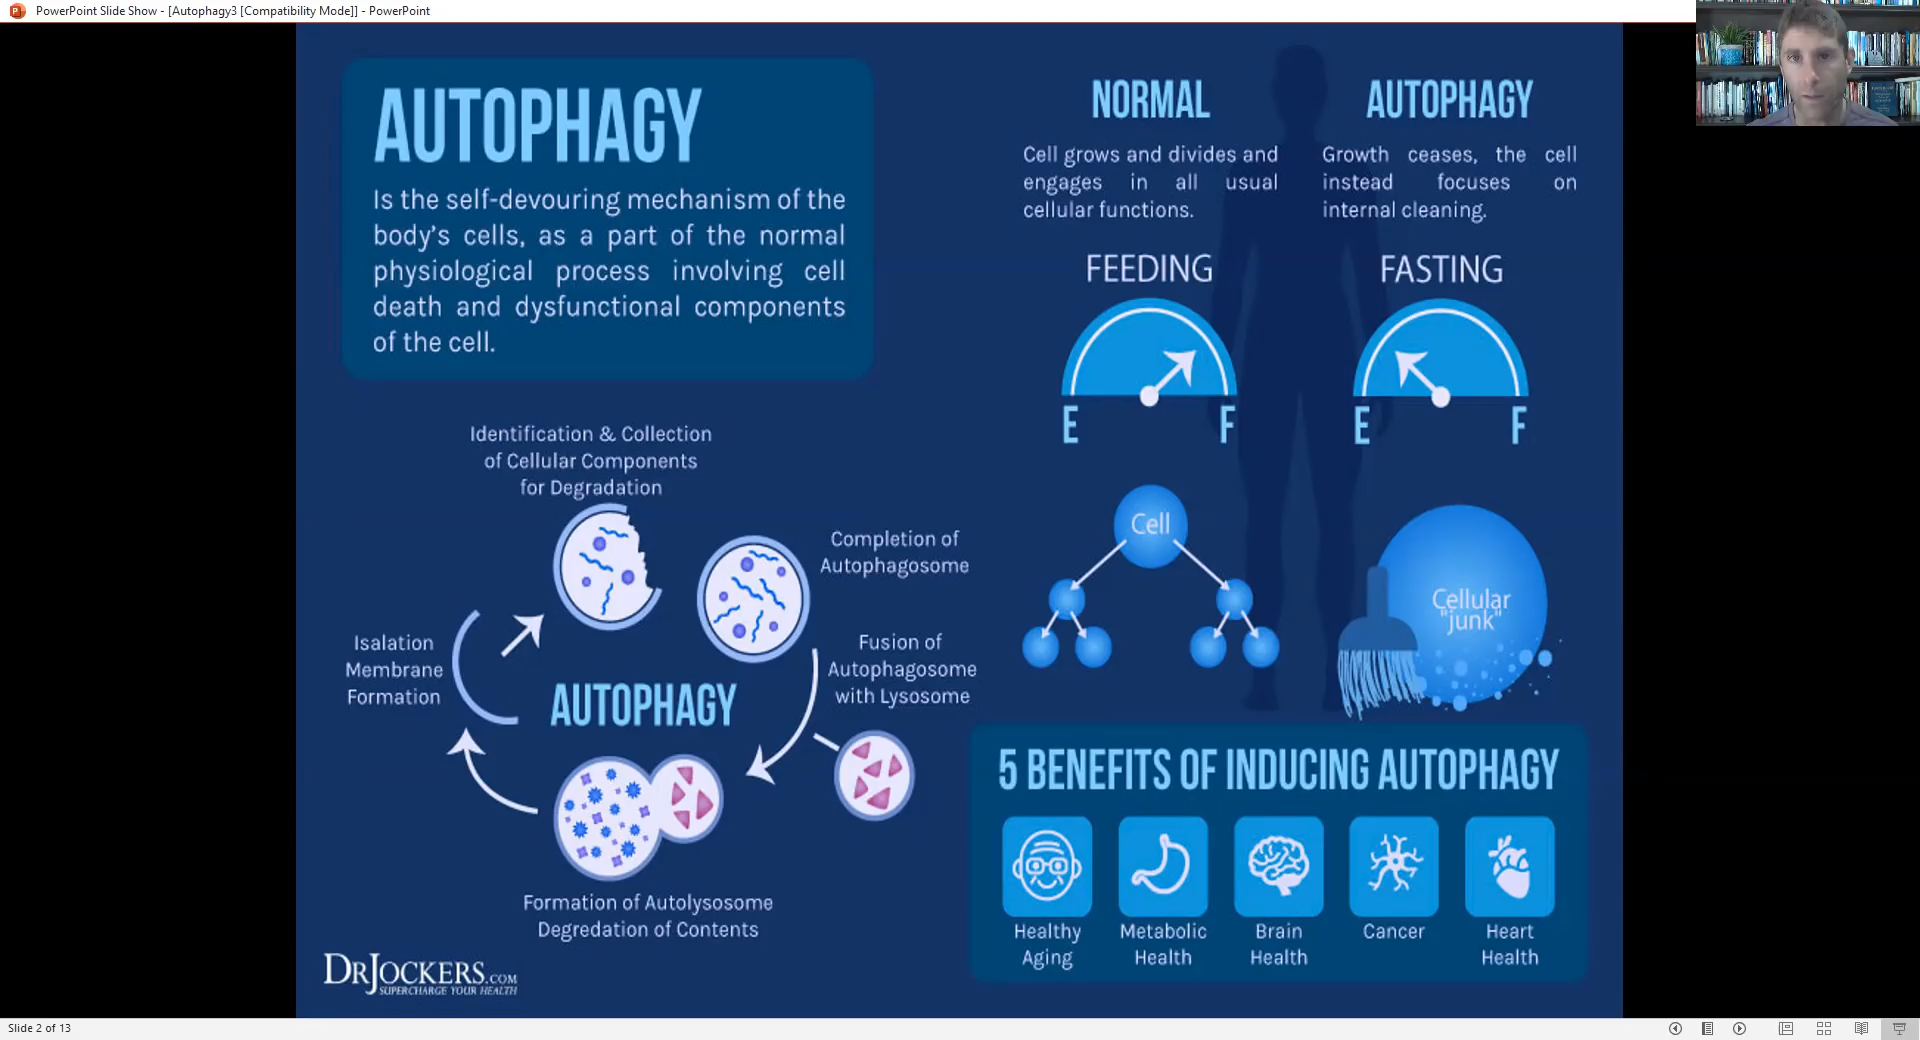 PowerPoint Slide Show - [Autophagy3 [Compatibility Mode]] - PowerPoint
AUTOPHAGY
Is the self-devouring mechanism of the
body's cells, as a part of the normal
physiological process involving cell
death and dysfunctional components
of the cell.
NORMAL
Cell grows and divides and
engages in all usual
cellular functions.
FEEDING
E
F
AUTOPHAGY
Growth ceases, the cell
instead focuses on
internal cleaning.
FASTING
E
F
Identification & Collection
of Cellular Components
for Degradation
Completion of
Autophagosome
Fusion of
Autophagosome
with Lysosome
Isalation
Membrane
Formation
AUTOPHAGY
Formation of Autolysosome
Degredation of Contents
Cell
Cellular
"junk"
5 BENEFITS OF INDUCING AUTOPHAGY
Healthy
Aging
Metabolic
Health
Brain
Health
Cancer
Heart
Health
DRJOCKERS.COM
SUPERCHARGE YOUR HEALTH
Slide 2 of 13